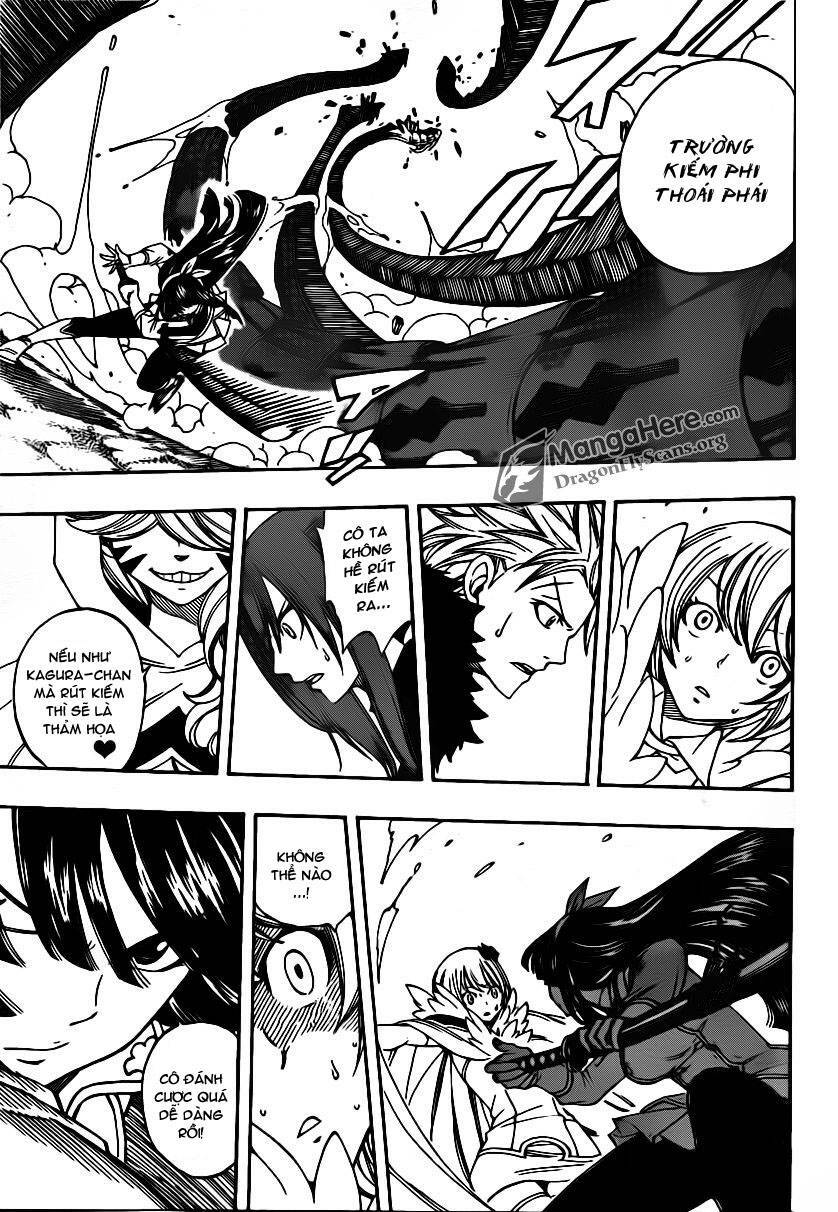 TRƯỜNG
KIẾM PHI
THOÁI PHÁI
MangaHere.com
DragonFlyScans.org
CÔ TA
KHÔNG
HỀ RÚT
KIẾM
RA...
NẾU NHƯ
KAGURA-CHAN
MÀ RÚT KIẾM
THÌ SẼ LÀ
THẢM HỌA
♥
KHÔNG
THỂ NÀO
...!
CÔ ĐÁNH
CƯỢC QUÁ
DỄ DÀNG
RỒI!